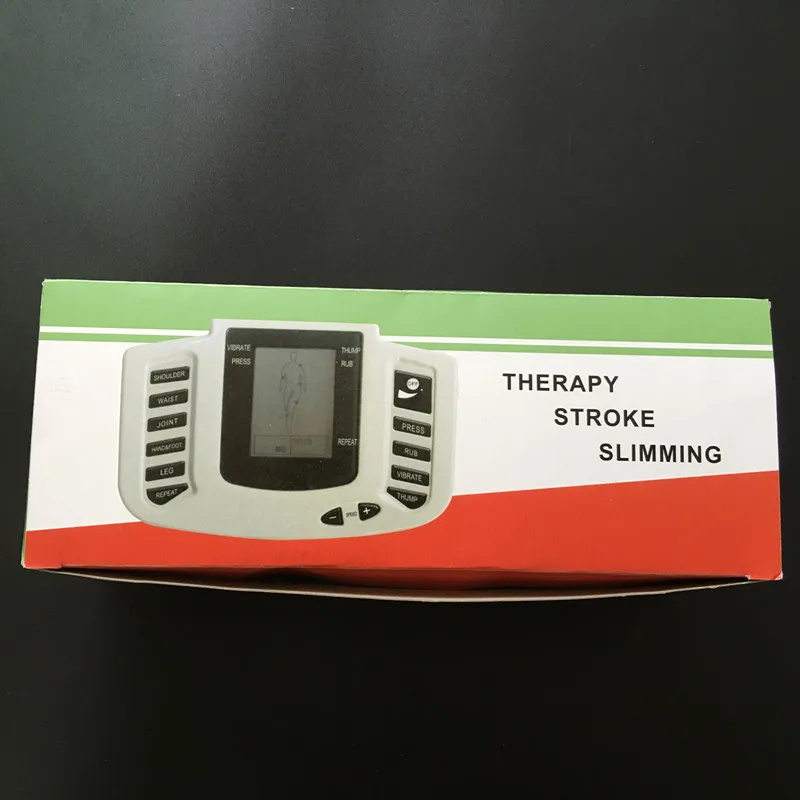 VIBRATE
PRESS
THUMP
RUB
REPEAT
SHOULDER
WAIST
JOINT
HAND&FOOT
LEG
REPEAT
OFF
PRESS
RUB
VIBRATE
THUMP
− SPEED +
THERAPY
STROKE
SLIMMING